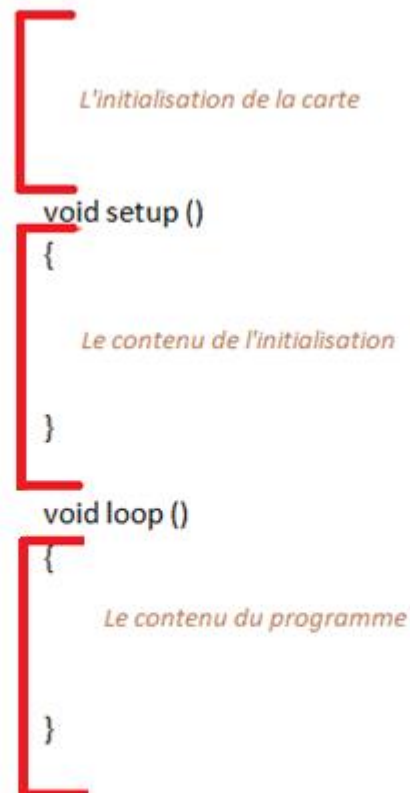 L'initialisation de la carte
void setup ()
{
Le contenu de l'initialisation
}
void loop ()
{
Le contenu du programme
}